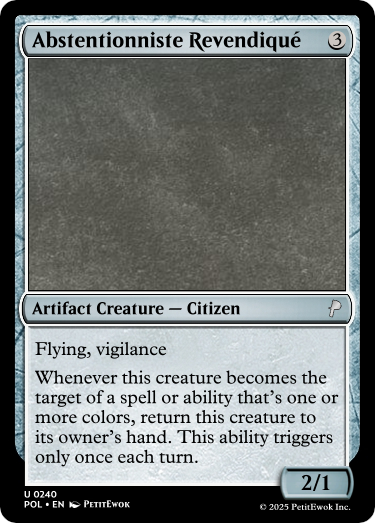 Abstentionniste Revendiqué 3
Artifact Creature — Citizen
Flying, vigilance
Whenever this creature becomes the
target of a spell or ability that's one or
more colors, return this creature to
its owner's hand. This ability triggers
only once each turn.
2/1
U 0240
POL • EN PetitEwok
™ & © 2025 PetitEwok